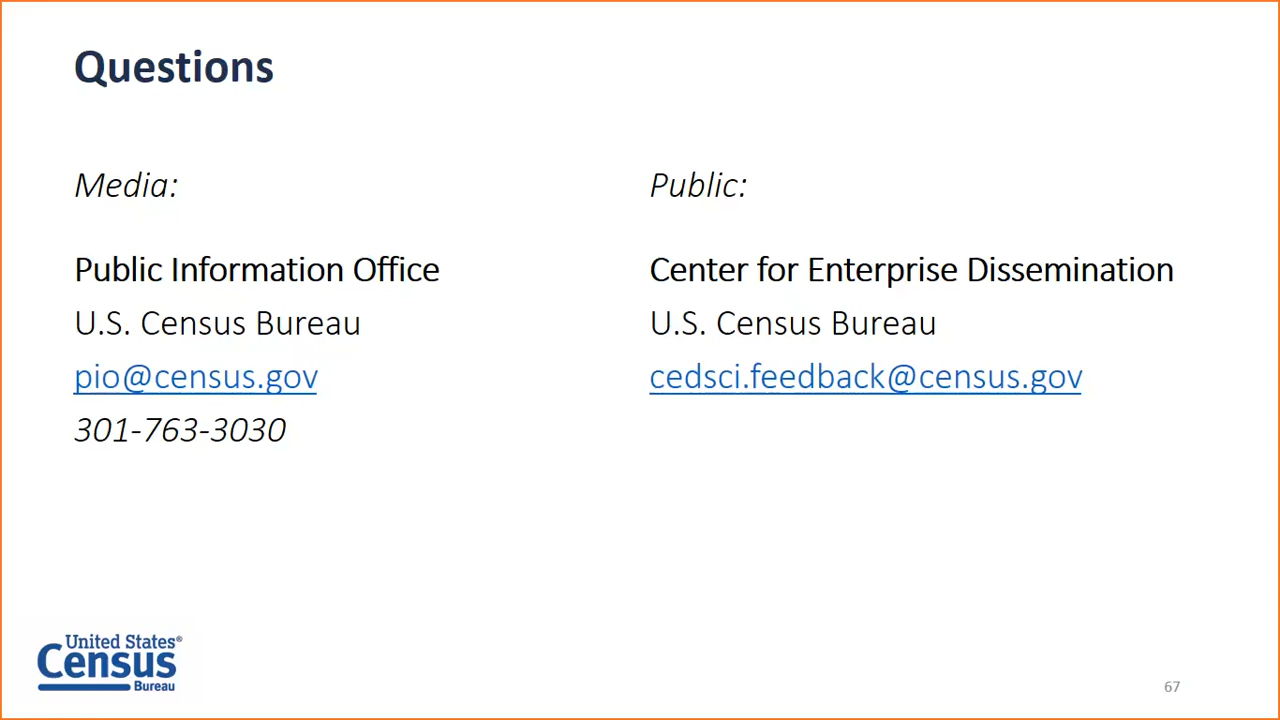 Questions
Media:
Public Information Office
U.S. Census Bureau
pio@census.gov
301-763-3030
Public:
Center for Enterprise Dissemination
U.S. Census Bureau
cedsci.feedback@census.gov
United States®
Census
Bureau
67